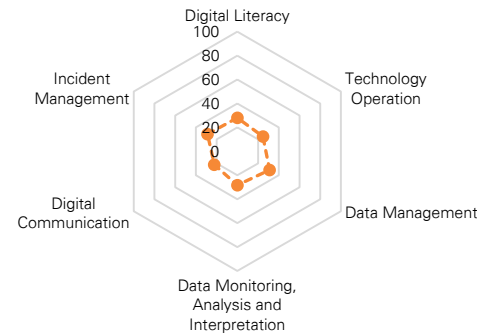 Digital Literacy
100
80
60
40
20
0
Incident
Management
Technology
Operation
Digital
Communication
Data Management
Data Monitoring,
Analysis and
Interpretation